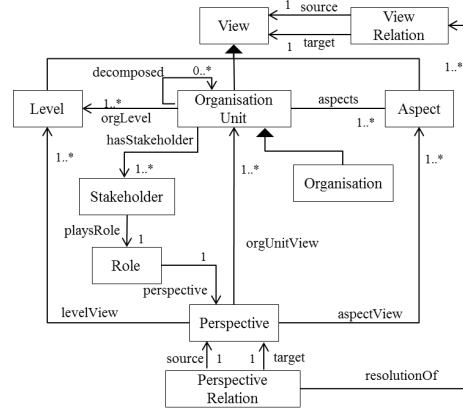 View
1 source
1 target
View
Relation
1..*
decomposed
0..*
Level
1..*
orgLevel
Organisation
Unit
aspects
1..*
Aspect
hasStakeholder
1..*
1..*
1..*
1..*
Organisation
Stakeholder
playsRole
1
Role
1
perspective
orgUnitView
levelView
Perspective
aspectView
source 1
1 target
Perspective
Relation
resolutionOf